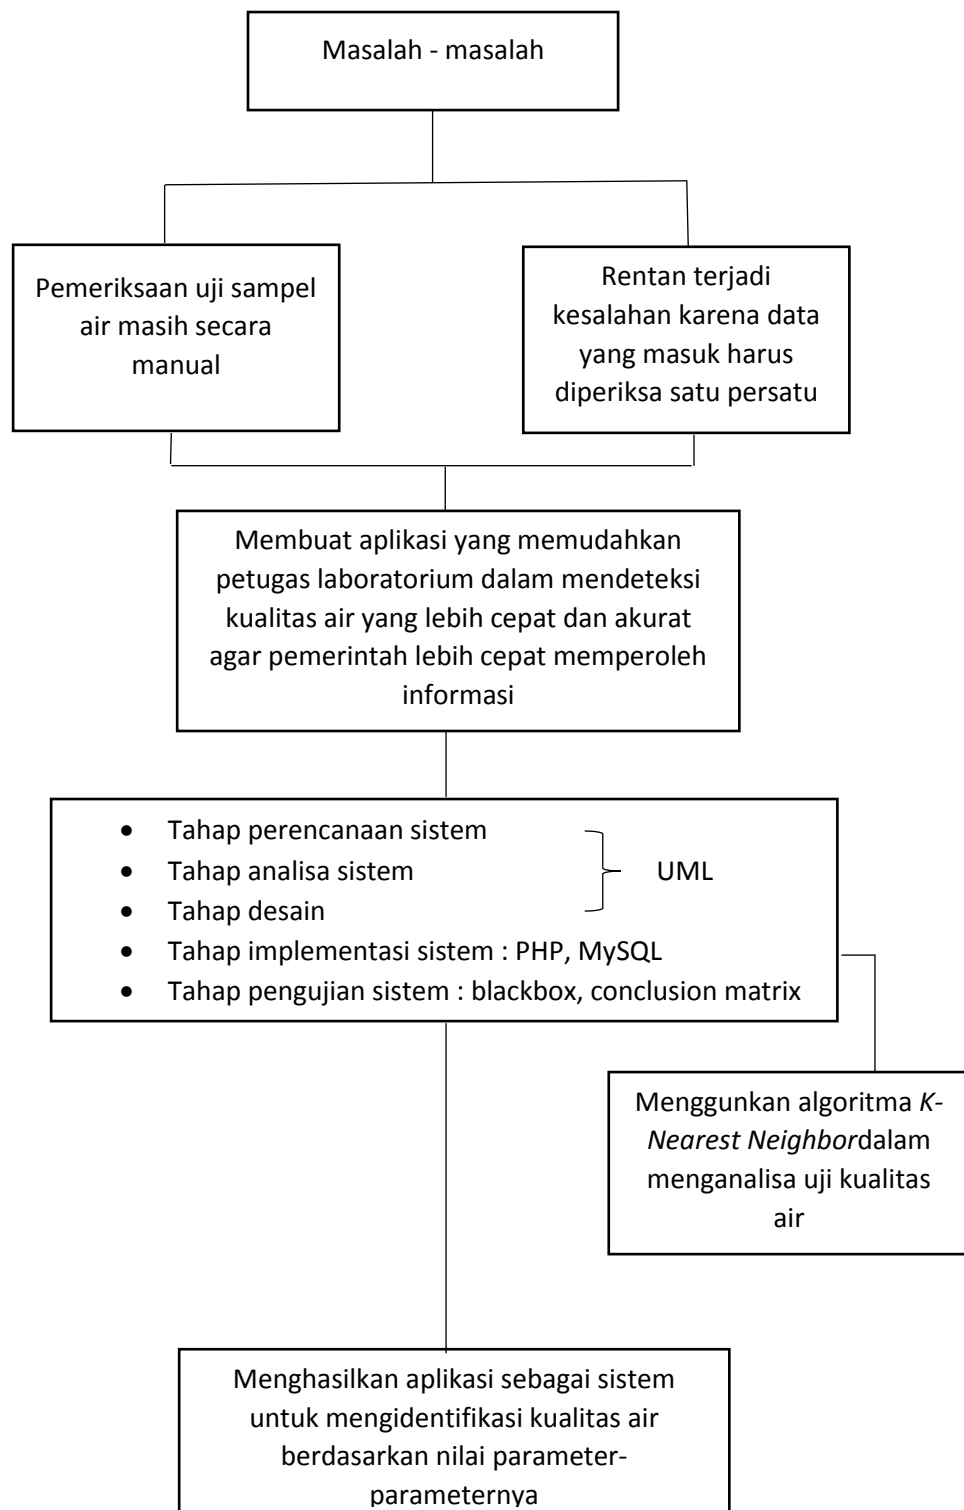 Masalah - masalah
Pemeriksaan uji sampel
air masih secara
manual
Rentan terjadi
kesalahan karena data
yang masuk harus
diperiksa satu persatu
Membuat aplikasi yang memudahkan
petugas laboratorium dalam mendeteksi
kualitas air yang lebih cepat dan akurat
agar pemerintah lebih cepat memperoleh
informasi
• Tahap perencanaan sistem
• Tahap analisa sistem
UML
• Tahap desain
• Tahap implementasi sistem : PHP, MySQL
• Tahap pengujian sistem : blackbox, conclusion matrix
Menggunkan algoritma K-
Nearest Neighbordalam
menganalisa uji kualitas
air
Menghasilkan aplikasi sebagai sistem
untuk mengidentifikasi kualitas air
berdasarkan nilai parameter-
parameternya